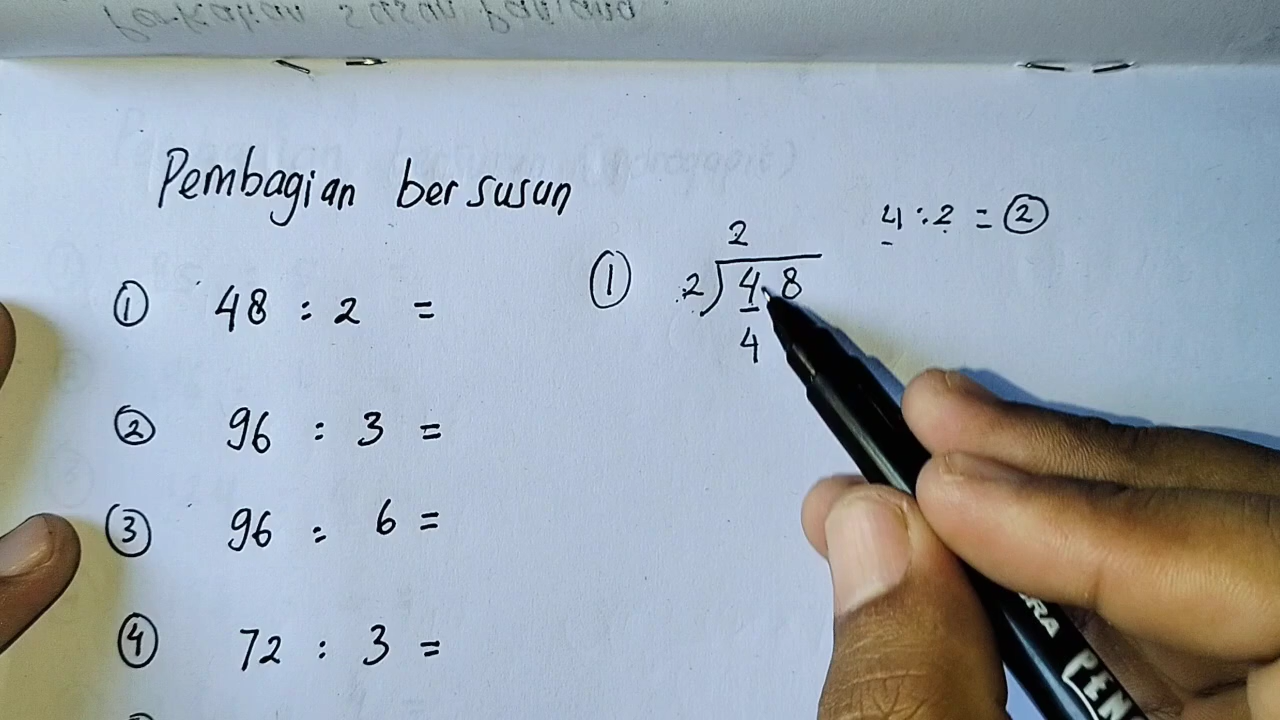 Pembagian bersusun
① 48 : 2 =
② 96 : 3 =
③ 96 : 6 =
④ 72 : 3 =
4 : 2 = ②
2
① 2) 48
4